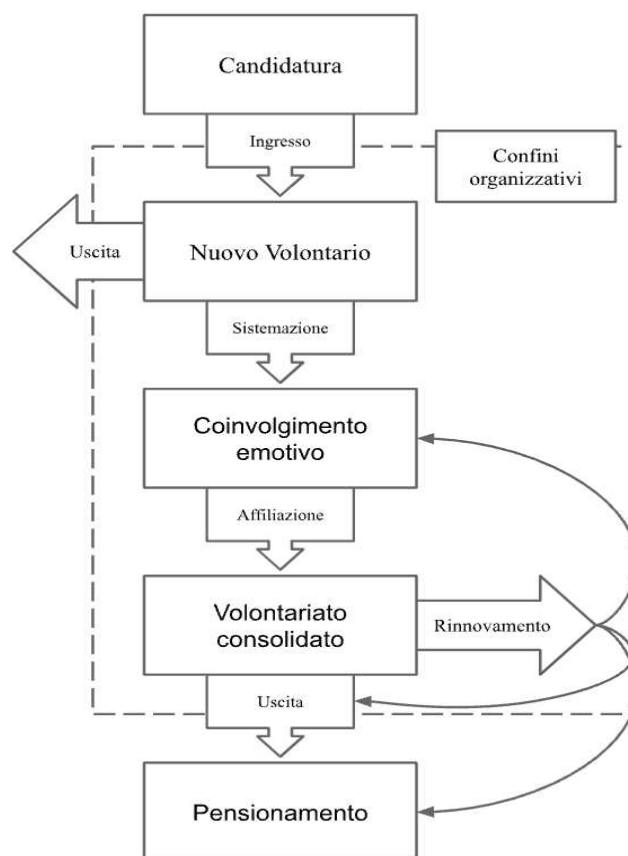 Candidatura
Ingresso
Confini
organizzativi
Uscita
Nuovo Volontario
Sistemazione
Coinvolgimento
emotivo
Affiliazione
Volontariato
consolidato
Rinnovamento
Uscita
Pensionamento